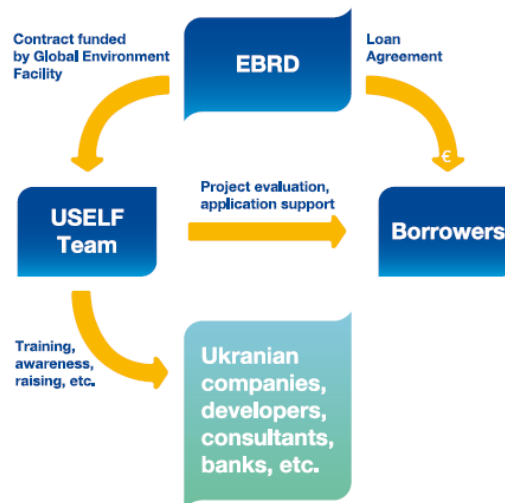 Contract funded
by Global Environment
Facility
EBRD
Loan
Agreement
€
USELF
Team
Project evaluation,
application support
Borrowers
Training,
awareness,
raising, etc.
Ukranian
companies,
developers,
consultants,
banks, etc.